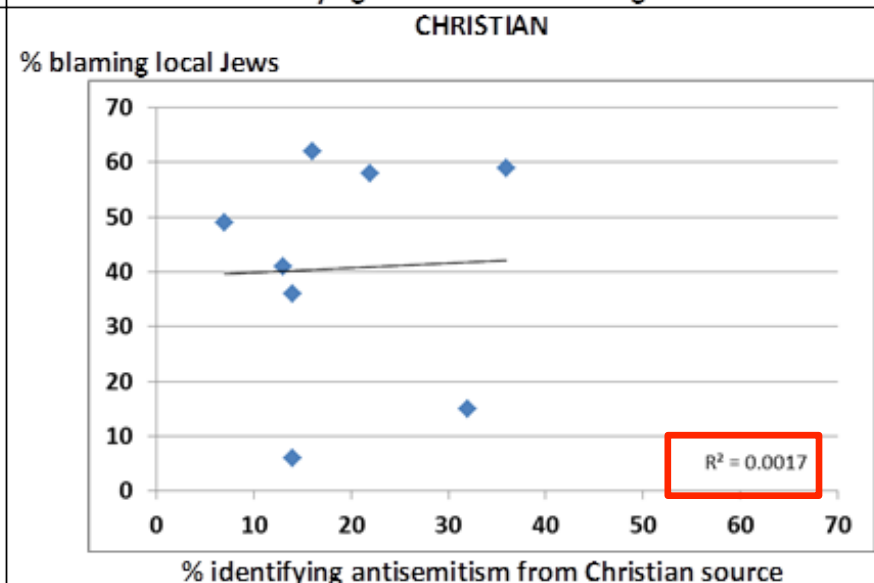 CHRISTIAN
% blaming local Jews
70
60
50
40
30
20
10
0
R² = 0.0017
0 10 20 30 40 50 60 70
% identifying antisemitism from Christian source